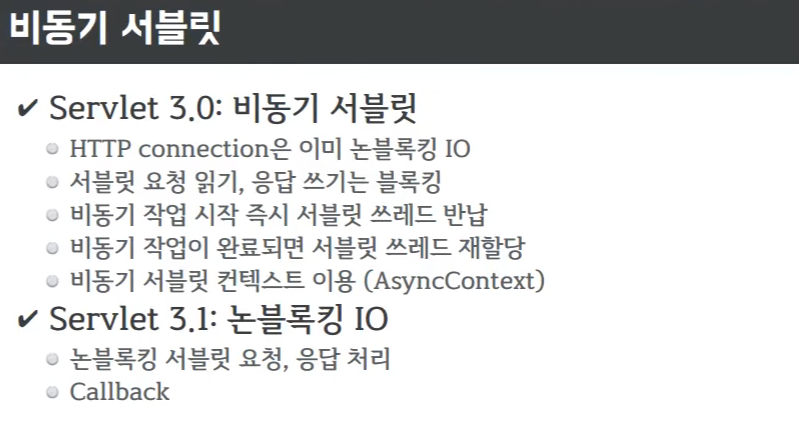 비동기 서블릿
✔ Servlet 3.0: 비동기 서블릿
HTTP connection은 이미 논블록킹 IO
서블릿 요청 읽기, 응답 쓰기는 블록킹
비동기 작업 시작 즉시 서블릿 쓰레드 반납
비동기 작업이 완료되면 서블릿 쓰레드 재할당
비동기 서블릿 컨텍스트 이용 (AsyncContext)
✔ Servlet 3.1: 논블록킹 IO
논블록킹 서블릿 요청, 응답 처리
Callback